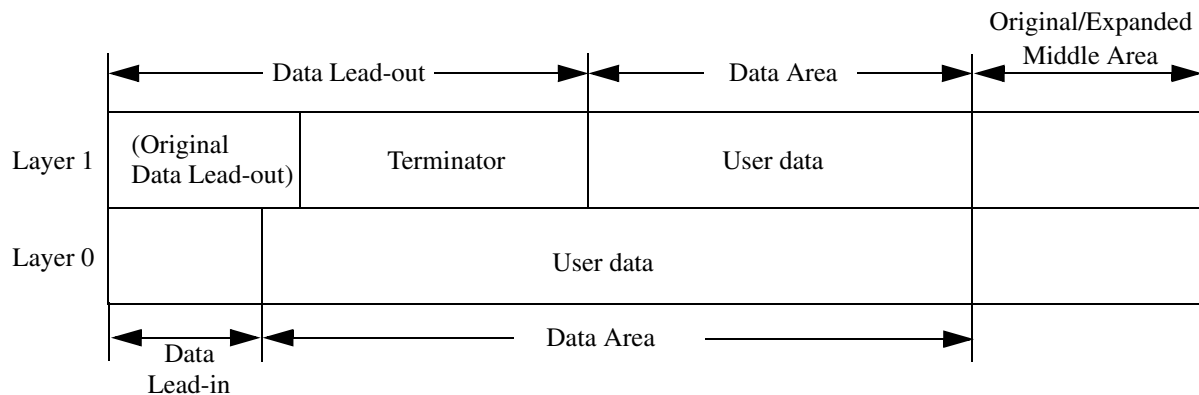 Original/Expanded
Middle Area
Data Lead-out
Data Area
Layer 1
(Original
Data Lead-out)
Terminator
User data
Layer 0
User data
Data
Lead-in
Data Area